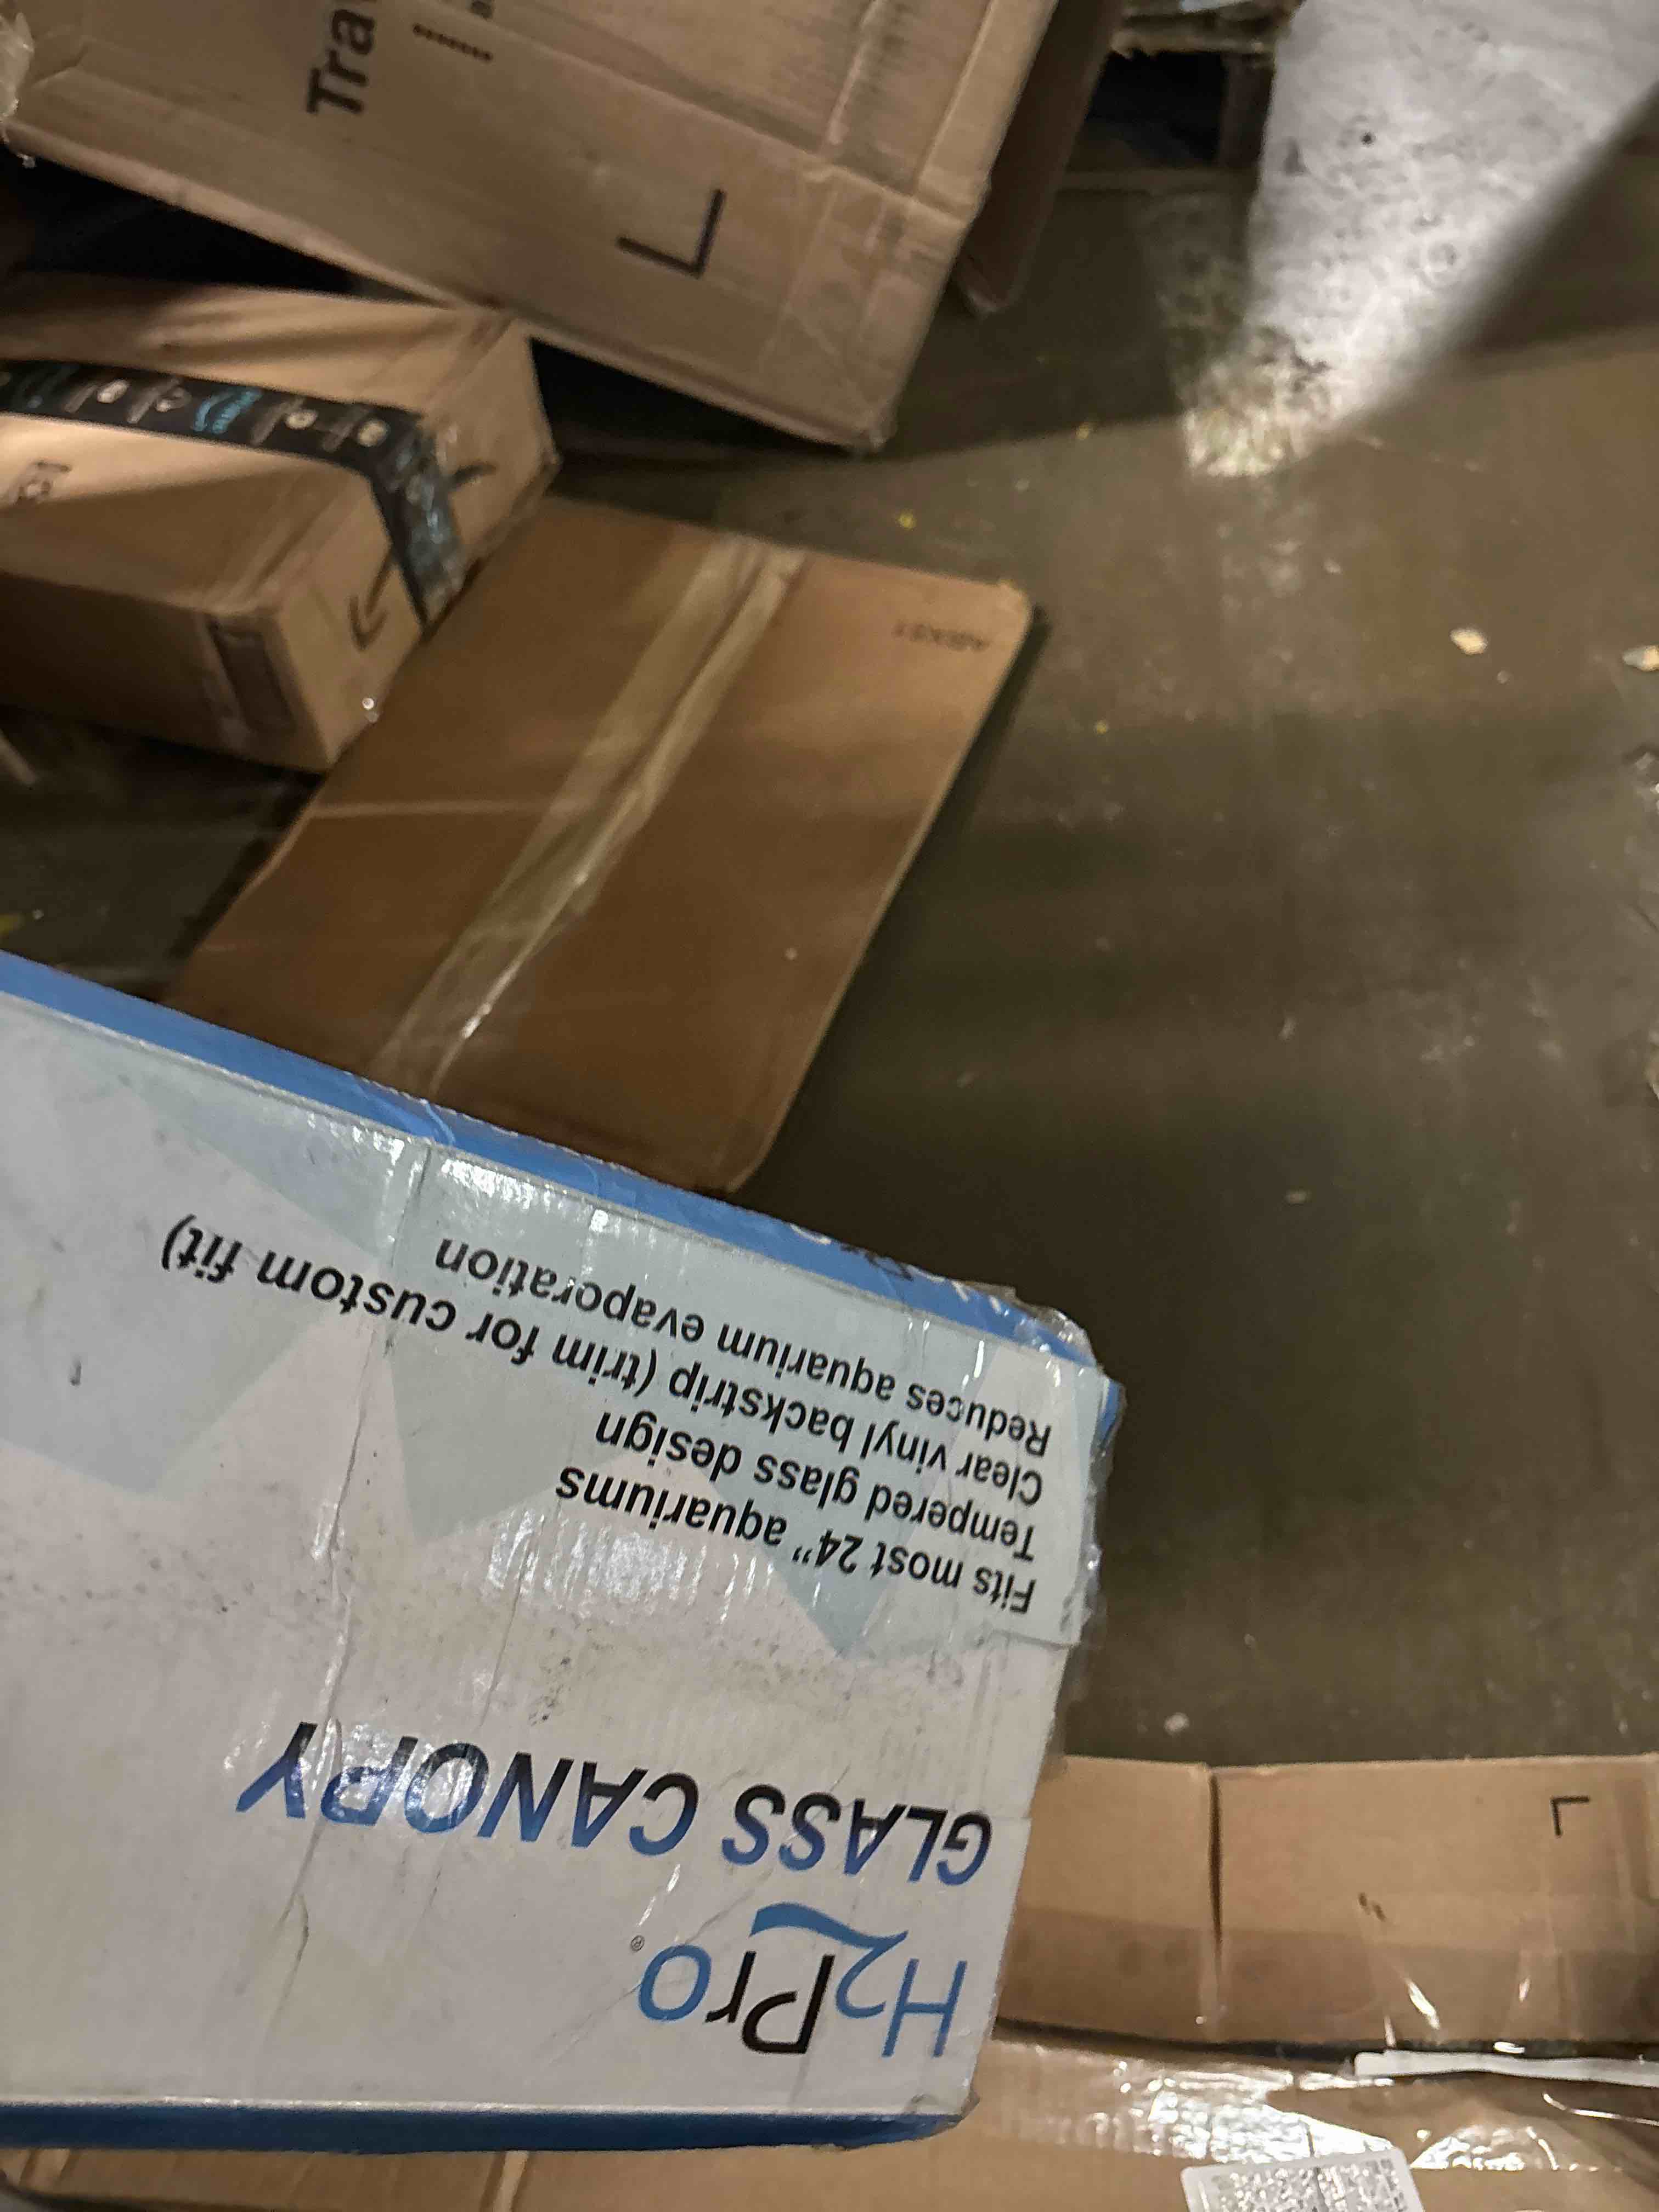 H2Pro®
GLASS CANOPY
Fits most 24" aquariums
Tempered glass design
Clear vinyl backstrip (trim for custom fit)
Reduces aquarium evaporation
Tra